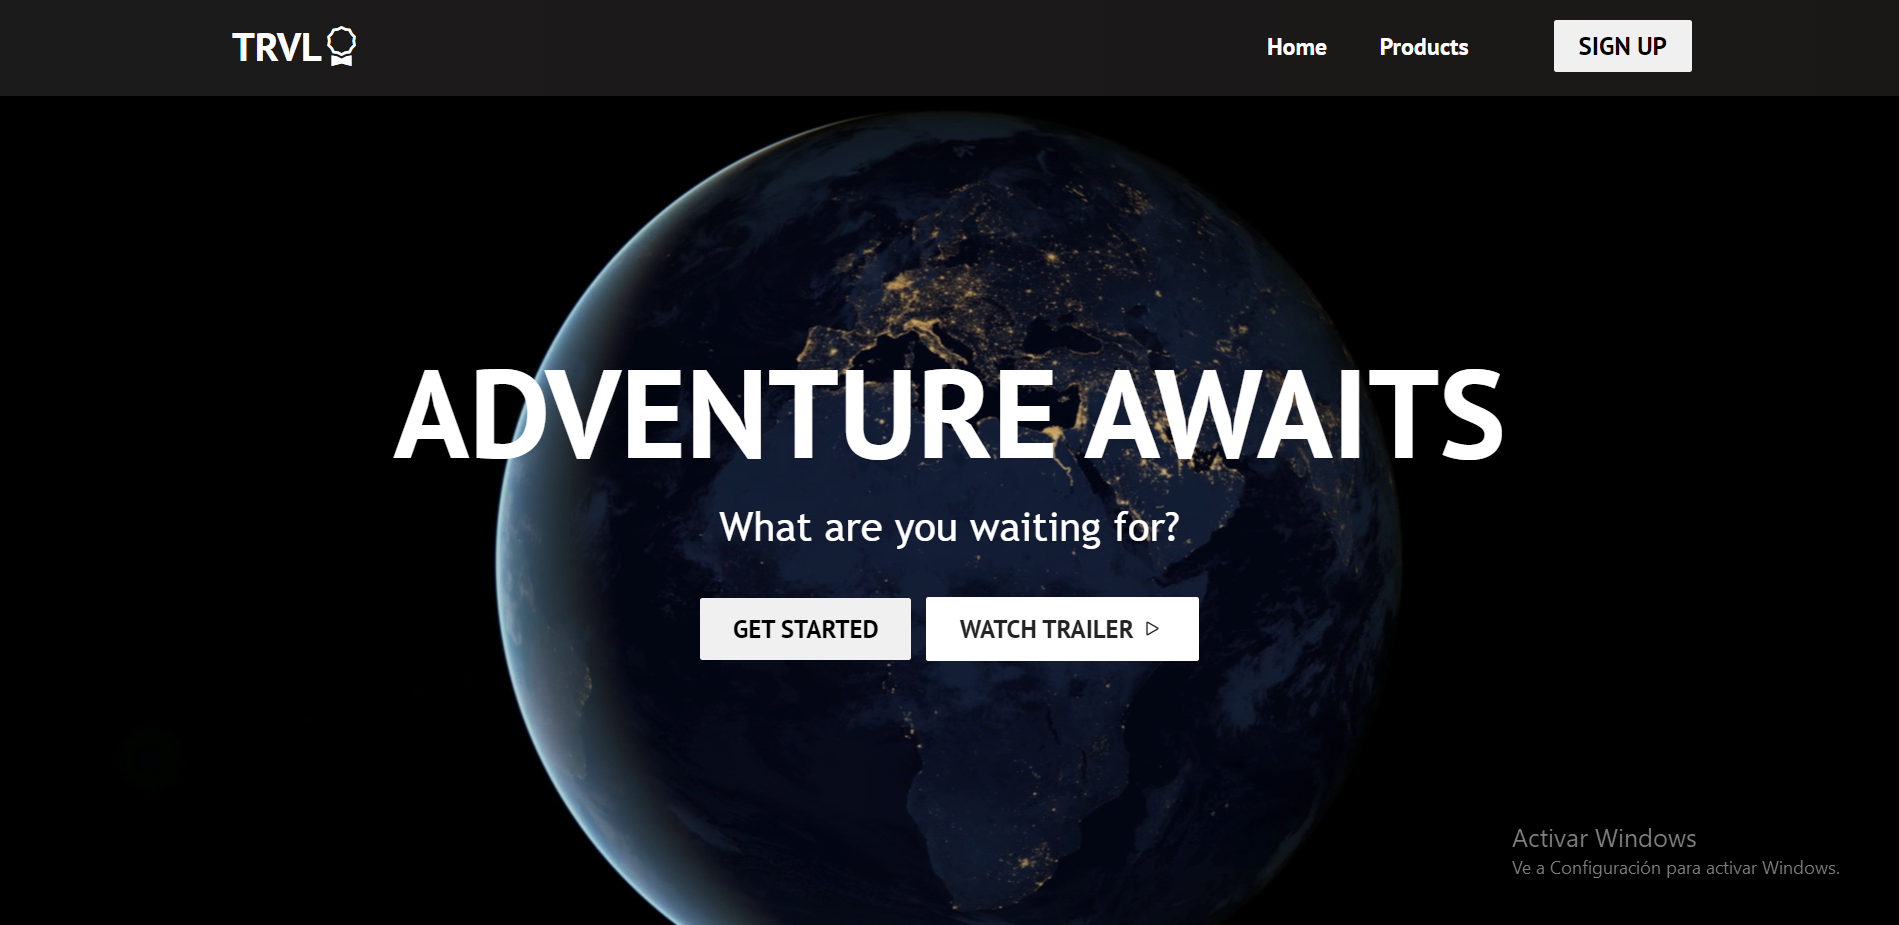 TRVL
Home Products SIGN UP
ADVENTURE AWAITS
What are you waiting for?
GET STARTED WATCH TRAILER
Activar Windows
Ve a Configuración para activar Windows.